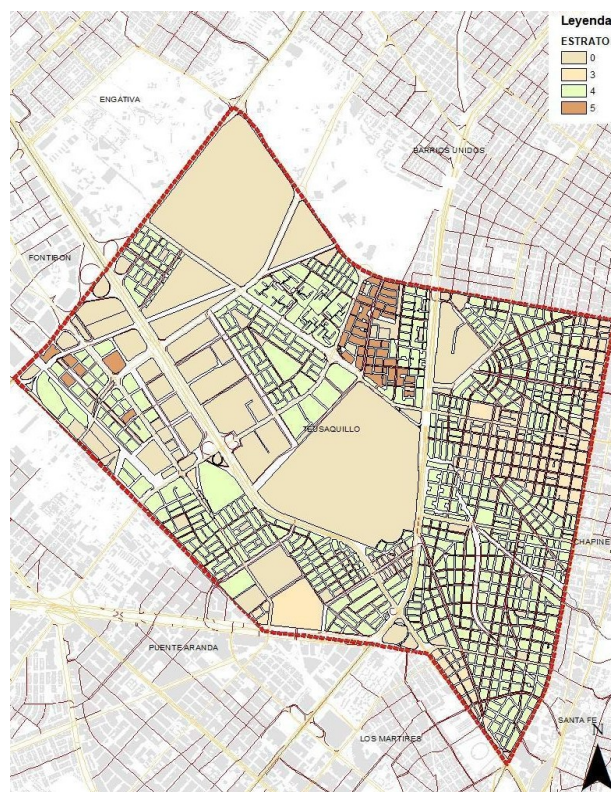 Leyenda
ESTRATO
0
3
4
5
ENGATIVA
BARRIOS UNIDOS
FONTIBON
TEUSAQUILLO
CHAPINE
PUENTE ARANDA
SANTA FE
N
LOS MARTIRES